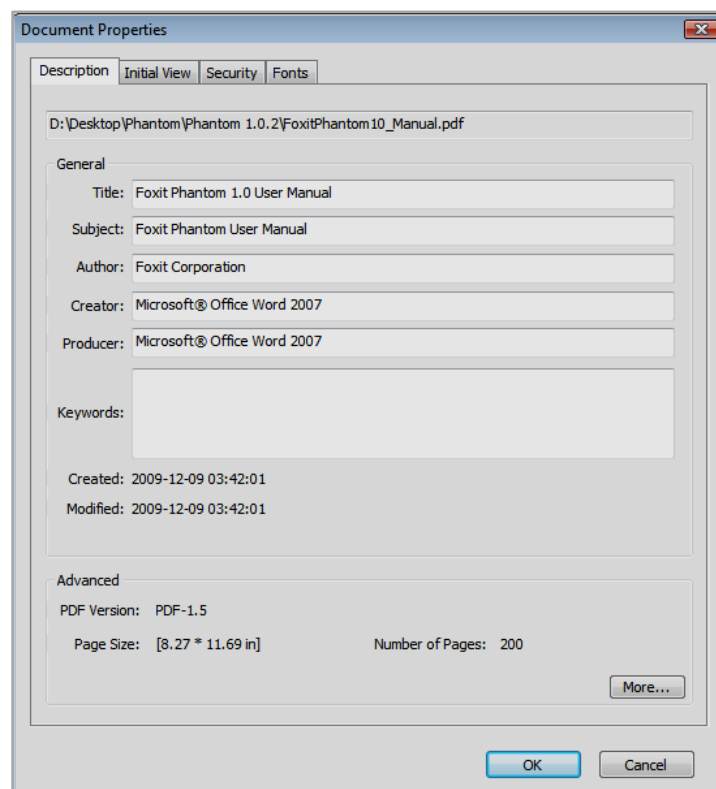 Document Properties
Description Initial View Security Fonts
D:\Desktop\Phantom\Phantom 1.0.2\FoxitPhantom10_Manual.pdf
General
Title: Foxit Phantom 1.0 User Manual
Subject: Foxit Phantom User Manual
Author: Foxit Corporation
Creator: Microsoft® Office Word 2007
Producer: Microsoft® Office Word 2007
Keywords:
Created: 2009-12-09 03:42:01
Modified: 2009-12-09 03:42:01
Advanced
PDF Version: PDF-1.5
Page Size: [8.27 * 11.69 in] Number of Pages: 200
More...
OK Cancel